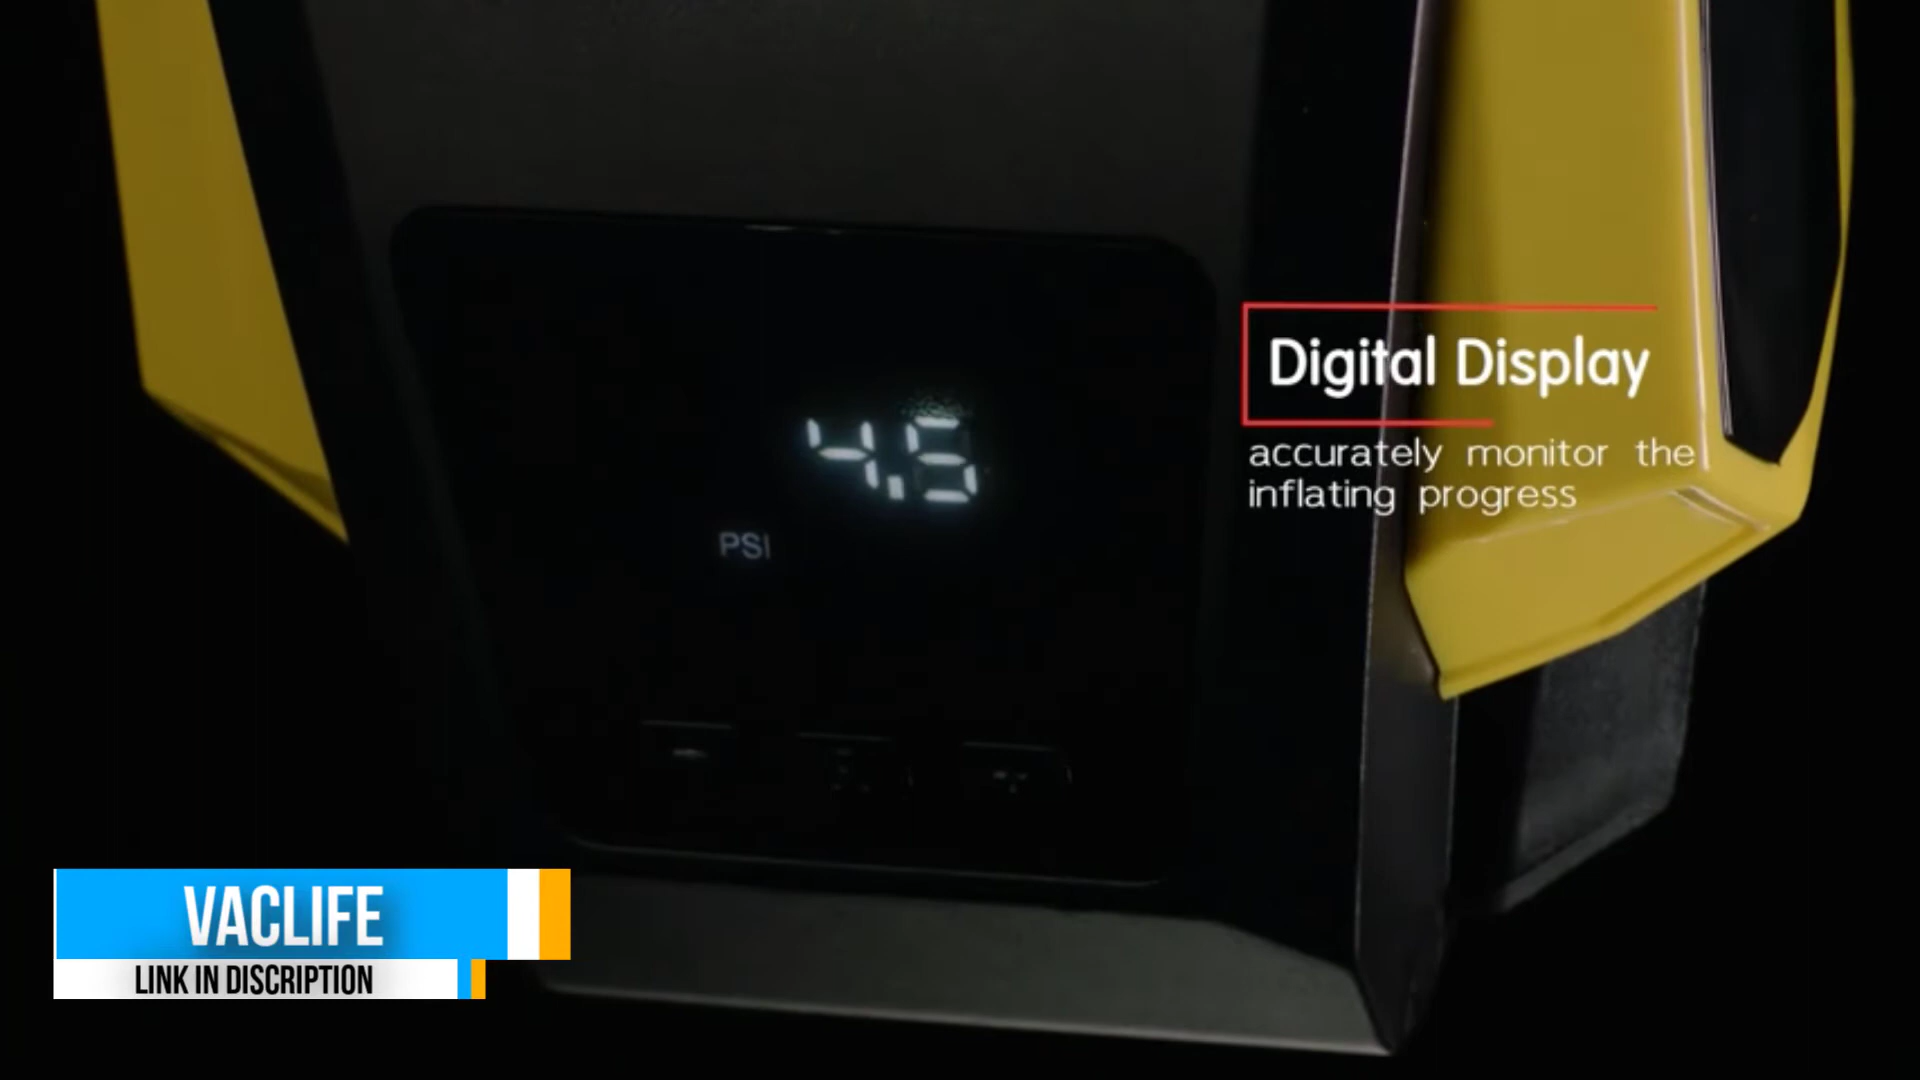 4.5
PSI
Digital Display
accurately monitor the
inflating progress
VACLIFE
LINK IN DISCRIPTION